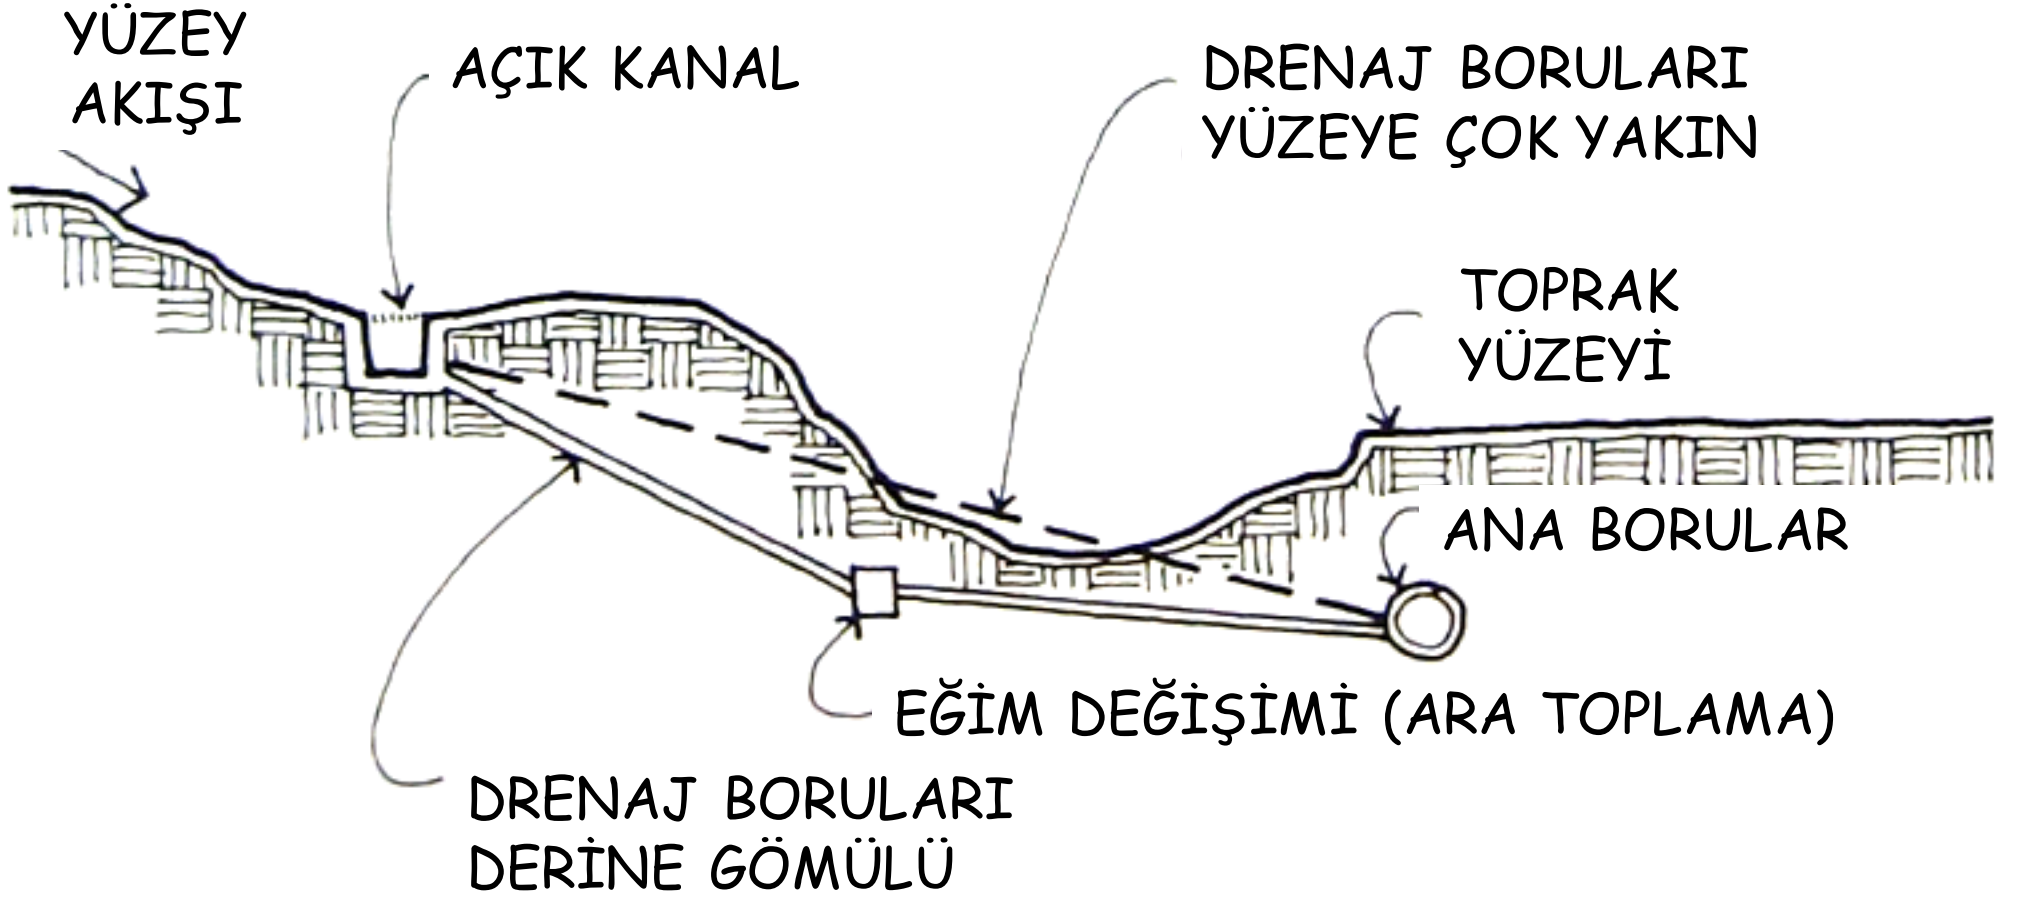 YÜZEY
AKIŞI
AÇIK KANAL
DRENAJ BORULARI
YÜZEYE ÇOK YAKIN
TOPRAK
YÜZEYİ
ANA BORULAR
EĞİM DEĞİŞİMİ (ARA TOPLAMA)
DRENAJ BORULARI
DERİNE GÖMÜLÜ